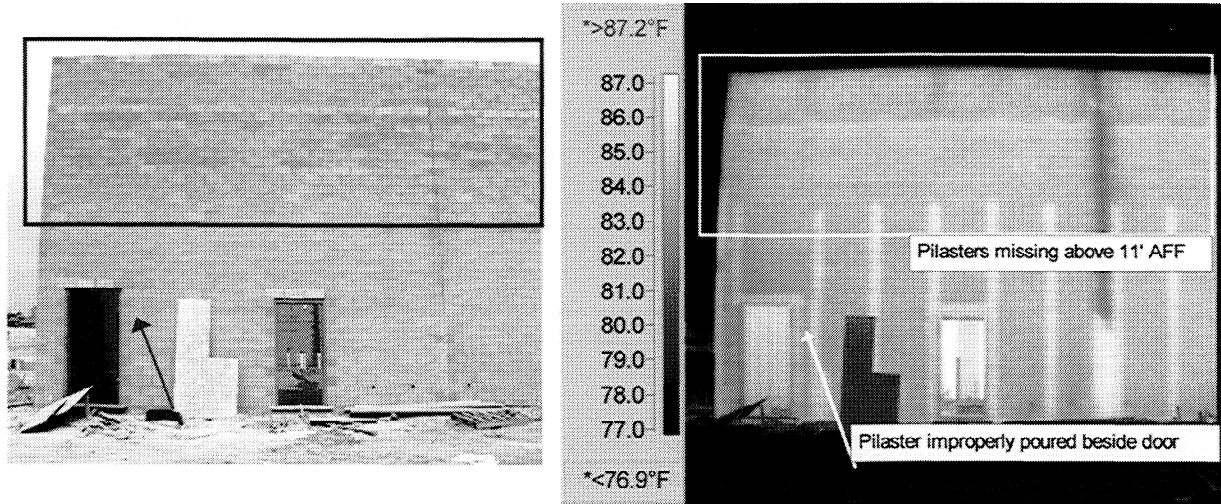 *>87.2°F
87.0
86.0
85.0
84.0
83.0
82.0
81.0
80.0
79.0
78.0
77.0
*<76.9°F
Pilasters missing above 11' AFF
Pilaster improperly poured beside door